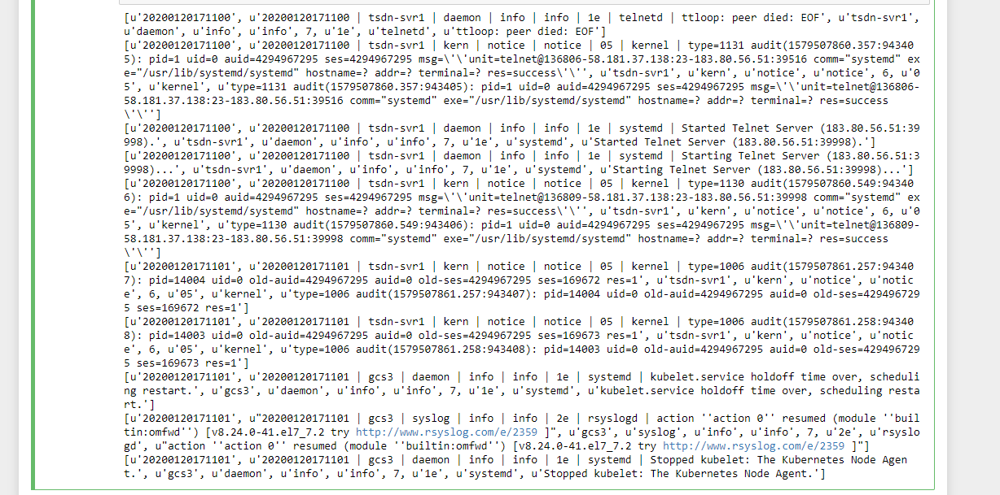 [u'20200120171100', u'20200120171100 | tsdn-svr1 | daemon | info | info | 1e | telnetd | ttloop: peer died: EOF', u'tsdn-svr1',
u'daemon', u'info', u'info', 7, u'1e', u'telnetd', u'ttloop: peer died: EOF']
[u'20200120171100', u'20200120171100 | tsdn-svr1 | kern | notice | notice | 05 | kernel | type=1131 audit(1579507860.357:94340
5): pid=1 uid=0 auid=4294967295 ses=4294967295 msg=\'\'unit=telnet@136806-58.181.37.138:23-183.80.56.51:39516 comm="systemd" ex
e="/usr/lib/systemd/systemd" hostname=? addr=? terminal=? res=success\'\'', u'tsdn-svr1', u'kern', u'notice', u'notice', 6, u'0
5', u'kernel', u'type=1131 audit(1579507860.357:943405): pid=1 uid=0 auid=4294967295 ses=4294967295 msg=\'\'unit=telnet@136806-
58.181.37.138:23-183.80.56.51:39516 comm="systemd" exe="/usr/lib/systemd/systemd" hostname=? addr=? terminal=? res=success
\'\'']
[u'20200120171100', u'20200120171100 | tsdn-svr1 | daemon | info | info | 1e | systemd | Started Telnet Server (183.80.56.51:39
998).', u'tsdn-svr1', u'daemon', u'info', u'info', 7, u'1e', u'systemd', u'Started Telnet Server (183.80.56.51:39998).']
[u'20200120171100', u'20200120171100 | tsdn-svr1 | daemon | info | info | 1e | systemd | Starting Telnet Server (183.80.56.51:3
9998)...', u'tsdn-svr1', u'daemon', u'info', u'info', 7, u'1e', u'systemd', u'Starting Telnet Server (183.80.56.51:39998)...']
[u'20200120171100', u'20200120171100 | tsdn-svr1 | kern | notice | notice | 05 | kernel | type=1130 audit(1579507860.549:94340
6): pid=1 uid=0 auid=4294967295 ses=4294967295 msg=\'\'unit=telnet@136809-58.181.37.138:23-183.80.56.51:39998 comm="systemd" ex
e="/usr/lib/systemd/systemd" hostname=? addr=? terminal=? res=success\'\'', u'tsdn-svr1', u'kern', u'notice', u'notice', 6, u'0
5', u'kernel', u'type=1130 audit(1579507860.549:943406): pid=1 uid=0 auid=4294967295 ses=4294967295 msg=\'\'unit=telnet@136809-
58.181.37.138:23-183.80.56.51:39998 comm="systemd" exe="/usr/lib/systemd/systemd" hostname=? addr=? terminal=? res=success
\'\'']
[u'20200120171101', u'20200120171101 | tsdn-svr1 | kern | notice | notice | 05 | kernel | type=1006 audit(1579507861.257:94340
7): pid=14004 uid=0 old-auid=4294967295 auid=0 old-ses=4294967295 ses=169672 res=1', u'tsdn-svr1', u'kern', u'notice', u'notic
e', 6, u'05', u'kernel', u'type=1006 audit(1579507861.257:943407): pid=14004 uid=0 old-auid=4294967295 auid=0 old-ses=429496729
5 ses=169672 res=1']
[u'20200120171101', u'20200120171101 | tsdn-svr1 | kern | notice | notice | 05 | kernel | type=1006 audit(1579507861.258:94340
8): pid=14003 uid=0 old-auid=4294967295 auid=0 old-ses=4294967295 ses=169673 res=1', u'tsdn-svr1', u'kern', u'notice', u'notic
e', 6, u'05', u'kernel', u'type=1006 audit(1579507861.258:943408): pid=14003 uid=0 old-auid=4294967295 auid=0 old-ses=429496729
5 ses=169673 res=1']
[u'20200120171101', u'20200120171101 | gcs3 | daemon | info | info | 1e | systemd | kubelet.service holdoff time over, scheduli
ng restart.', u'gcs3', u'daemon', u'info', u'info', 7, u'1e', u'systemd', u'kubelet.service holdoff time over, scheduling resta
rt.']
[u'20200120171101', u"20200120171101 | gcs3 | syslog | info | info | 2e | rsyslogd | action ''action 0'' resumed (module ''buil
tin:omfwd'') [v8.24.0-41.el7_7.2 try http://www.rsyslog.com/e/2359 ]", u'gcs3', u'syslog', u'info', u'info', 7, u'2e', u'rsyslo
gd', u"action ''action 0'' resumed (module ''builtin:omfwd'') [v8.24.0-41.el7_7.2 try http://www.rsyslog.com/e/2359 ]"]
[u'20200120171101', u'20200120171101 | gcs3 | daemon | info | info | 1e | systemd | Stopped kubelet: The Kubernetes Node Agen
t.', u'gcs3', u'daemon', u'info', u'info', 7, u'1e', u'systemd', u'Stopped kubelet: The Kubernetes Node Agent.']